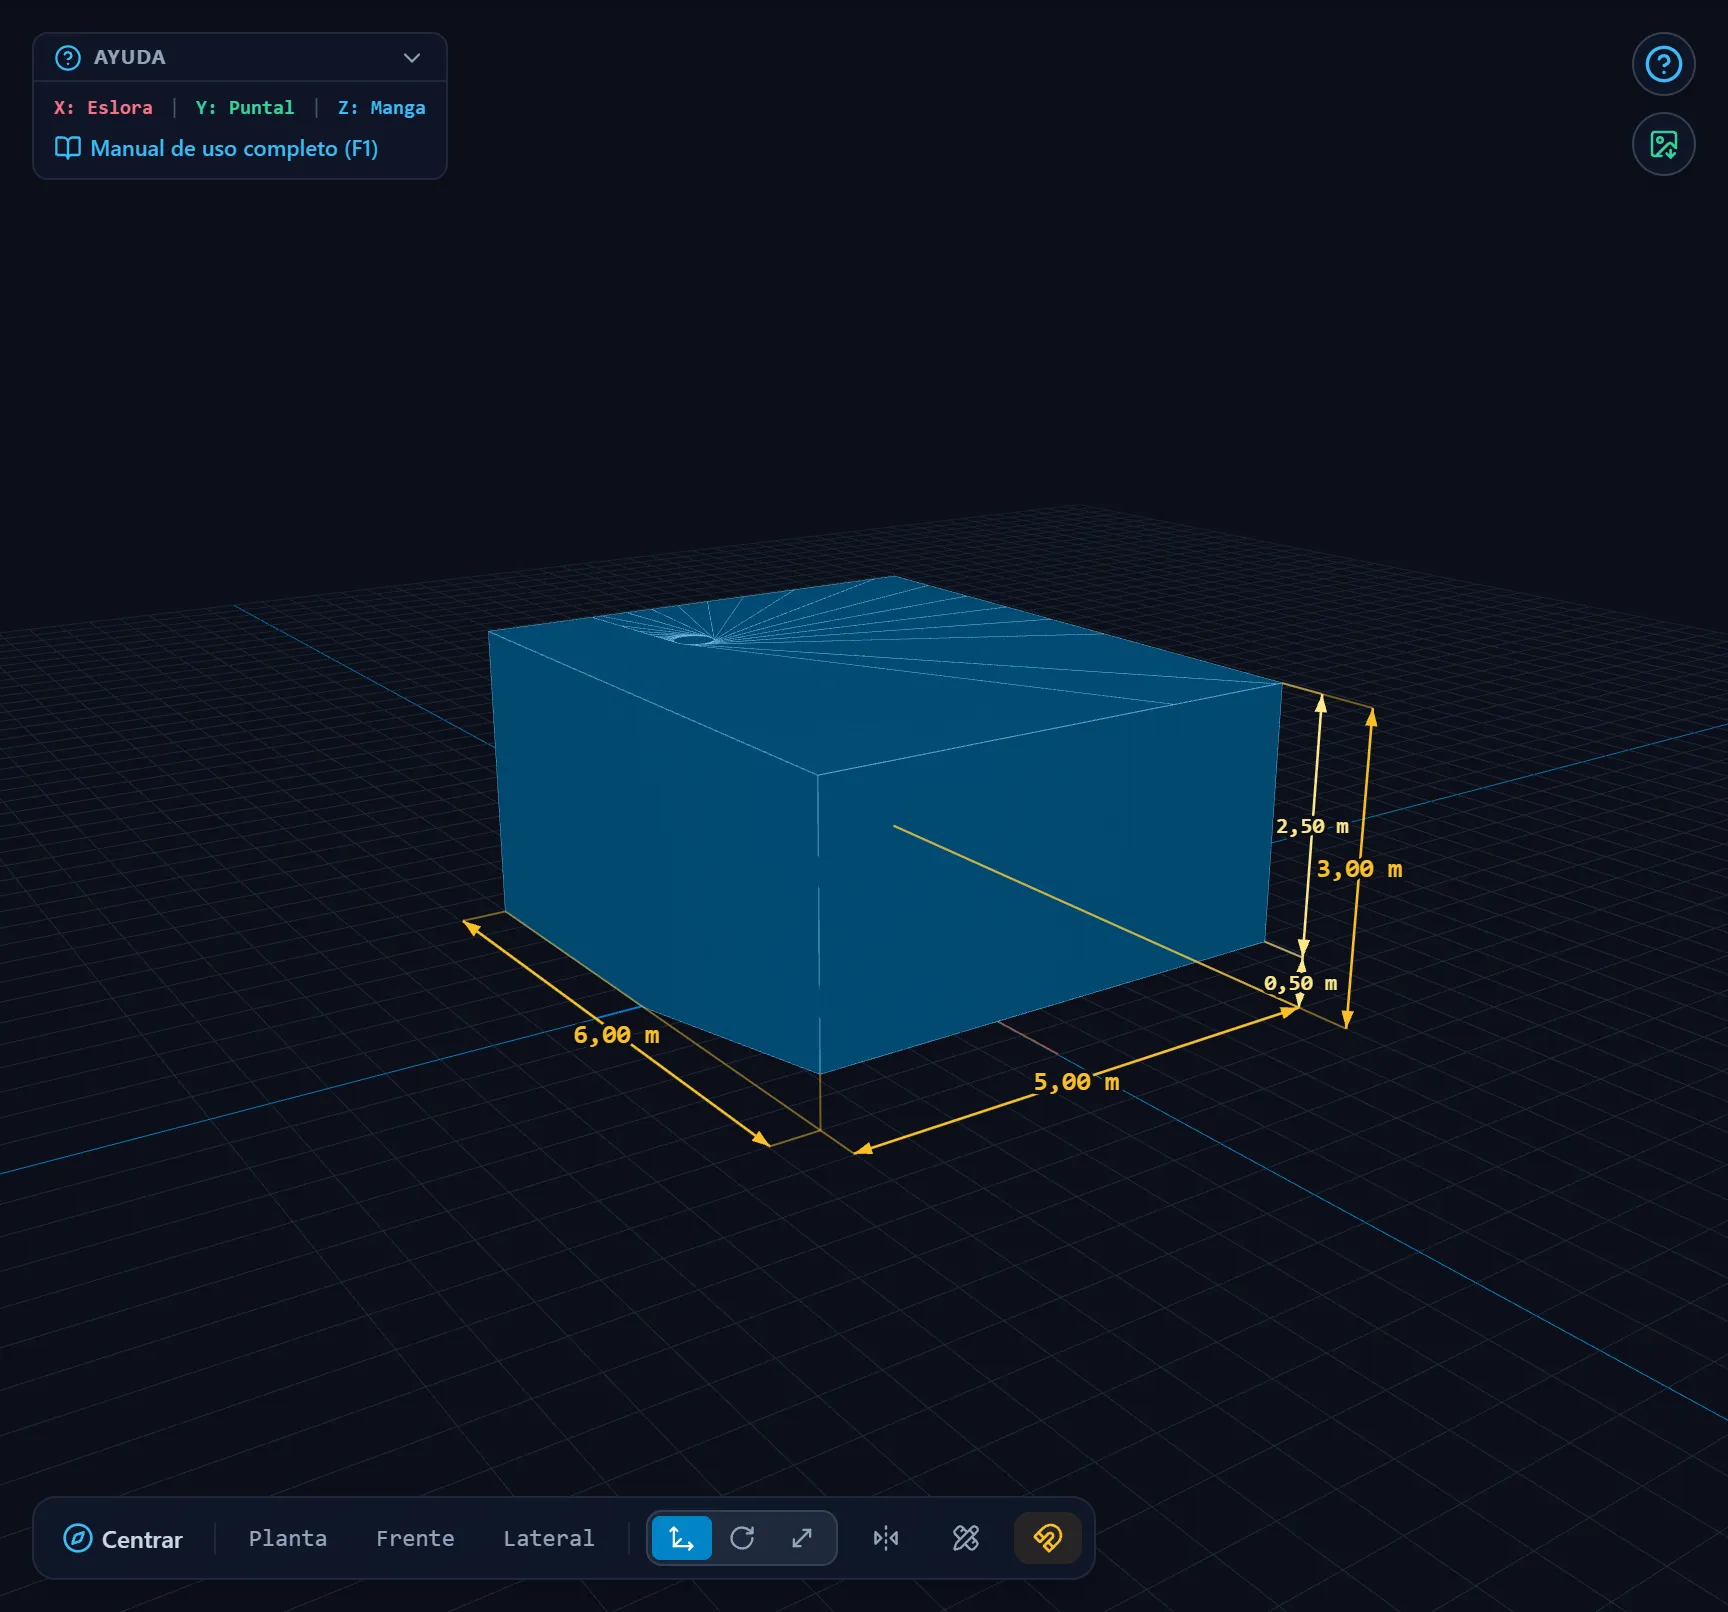 AYUDA
X: Eslora | Y: Puntal | Z: Manga
Manual de uso completo (F1)
2,50 m
3,00 m
0,50 m
6,00 m
5,00 m
Centrar Planta Frente Lateral